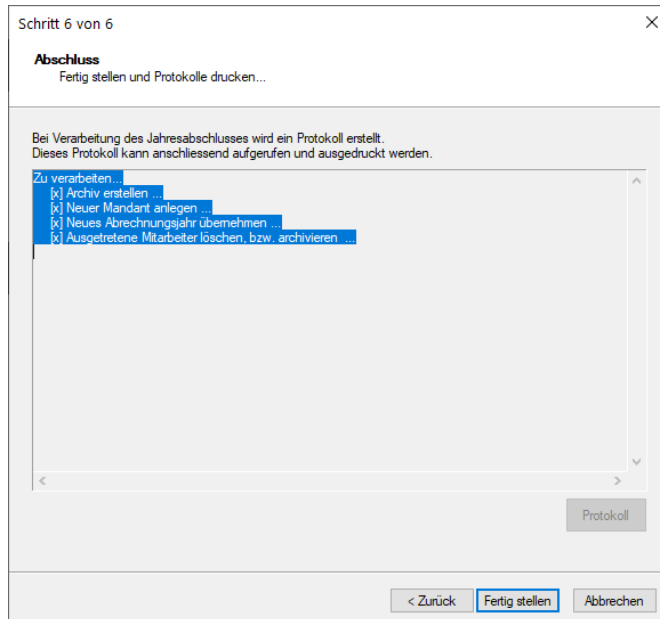 Schritt 6 von 6
Abschluss
Fertig stellen und Protokolle drucken...
Bei Verarbeitung des Jahresabschlusses wird ein Protokoll erstellt.
Dieses Protokoll kann anschliessend aufgerufen und ausgedruckt werden.
Zu verarbeiten...
[x] Archiv erstellen ...
[x] Neuer Mandant anlegen ...
[x] Neues Abrechnungsjahr übernehmen ...
[x] Ausgetretene Mitarbeiter löschen, bzw. archivieren ...
Protokoll
< Zurück Fertig stellen Abbrechen